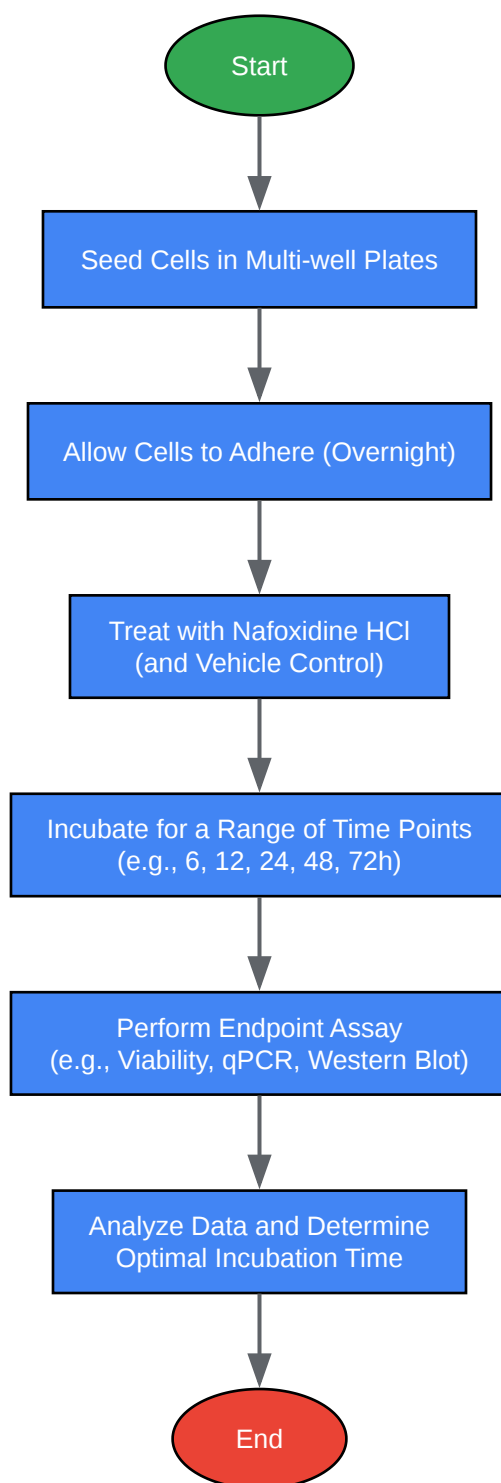 Start
Seed Cells in Multi-well Plates
Allow Cells to Adhere (Overnight)
Treat with Nafoxidine HCl
(and Vehicle Control)
Incubate for a Range of Time Points
(e.g., 6, 12, 24, 48, 72h)
Perform Endpoint Assay
(e.g., Viability, qPCR, Western Blot)
Analyze Data and Determine
Optimal Incubation Time
End